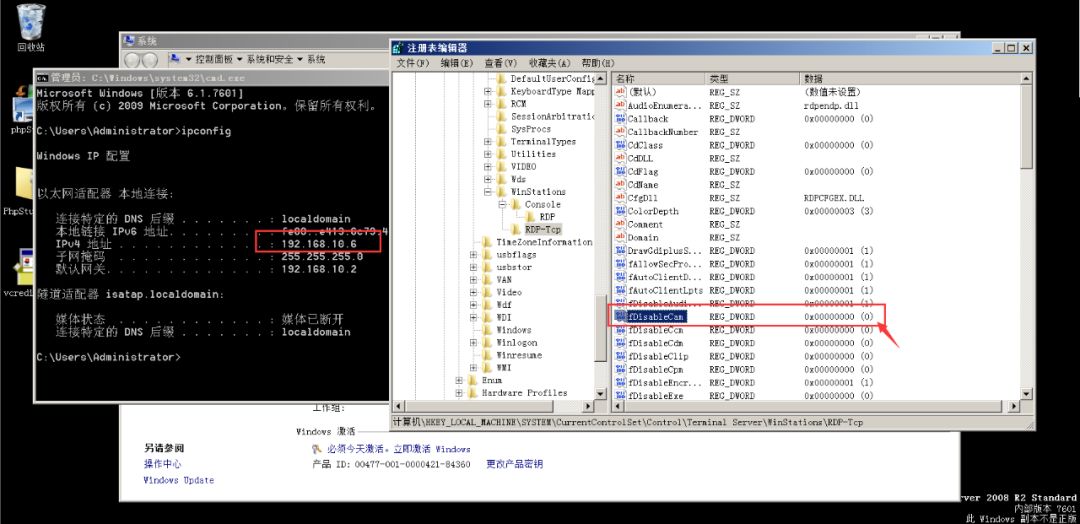 回收站
系统
控制面板 系统和安全 系统
管理员: C:\Windows\system32\cmd.exe
Microsoft Windows [版本 6.1.7601]
版权所有 (c) 2009 Microsoft Corporation。保留所有权利。
C:\Users\Administrator>ipconfig
Windows IP 配置
以太网适配器 本地连接:
连接特定的 DNS 后缀 . . . . . . . : localdomain
本地链接 IPv6 地址. . . . . . . . :
IPv4 地址 . . . . . . . . . . . . : 192.168.10.6
子网掩码 . . . . . . . . . . . . : 255.255.255.0
默认网关. . . . . . . . . . . . . : 192.168.10.2
隧道适配器 isatap.localdomain:
媒体状态 . . . . . . . . . . . . : 媒体已断开
连接特定的 DNS 后缀 . . . . . . . : localdomain
C:\Users\Administrator>
注册表编辑器
文件(F) 编辑(E) 查看(V) 收藏夹(A) 帮助(H)
DefaultUserConfig
KeyboardType Mapp
RCM
SessionArbitratio
SysProcs
TerminalTypes
Utilities
VIDEO
Wds
WinStations
Console
RDP
RDP-Tcp
TimeZoneInformation
usbflags
usbstor
VAN
Video
Wdf
WDI
Windows
Winlogon
Winresume
WMI
Enum
Hardware Profiles
名称 类型 数据
(默认) REG_SZ (数值未设置)
AudioEnumera... REG_SZ rdpendp.dll
Callback REG_DWORD 0x00000000 (0)
CallbackNumber REG_SZ
CdClass REG_DWORD 0x00000000 (0)
CdDLL REG_SZ
CdFlag REG_DWORD 0x00000000 (0)
CdName REG_SZ
CfgDll REG_SZ RDPCFGEX.DLL
ColorDepth REG_DWORD 0x00000003 (3)
Comment REG_SZ
Domain REG_SZ
DrawGdiplusS... REG_DWORD 0x00000001 (1)
fAllowSecPro... REG_DWORD 0x00000001 (1)
fAutoClientD... REG_DWORD 0x00000001 (1)
fAutoClientLpts REG_DWORD 0x00000001 (1)
fDisableAudi... REG_DWORD 0x00000001 (1)
fDisableCam REG_DWORD 0x00000000 (0)
fDisableCcm REG_DWORD 0x00000000 (0)
fDisableCdm REG_DWORD 0x00000000 (0)
fDisableClip REG_DWORD 0x00000000 (0)
fDisableCpm REG_DWORD 0x00000000 (0)
fDisableEncr... REG_DWORD 0x00000001 (1)
fDisableExe REG_DWORD 0x00000000 (0)
计算机\HKEY_LOCAL_MACHINE\SYSTEM\CurrentControlSet\Control\Terminal Server\WinStations\RDP-Tcp
phpS
PhpStu
vcredi
工作组:
Windows 激活
必须今天激活。立即激活 Windows
产品 ID: 00477-001-0000421-84360 更改产品密钥
另请参阅
操作中心
Windows Update
rver 2008 R2 Standard
内部版本 7601
此 Windows 副本不是正版